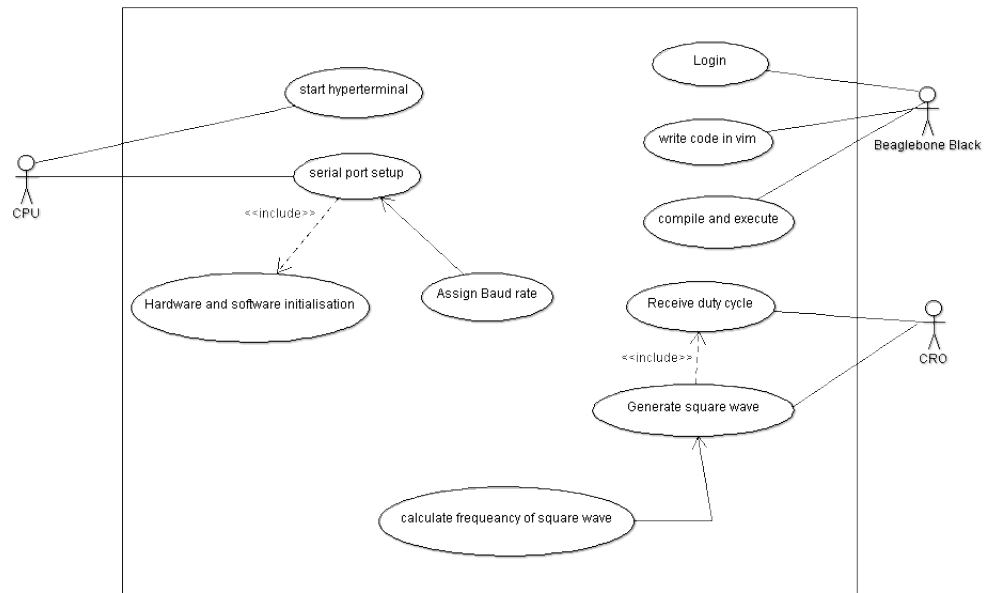 Login
start hyperterminal
write code in vim
Beaglebone Black
serial port setup
CPU
<<include>>
compile and execute
Hardware and software initialisation
Assign Baud rate
Receive duty cycle
CRO
<<include>>
Generate square wave
calculate frequeancy of square wave